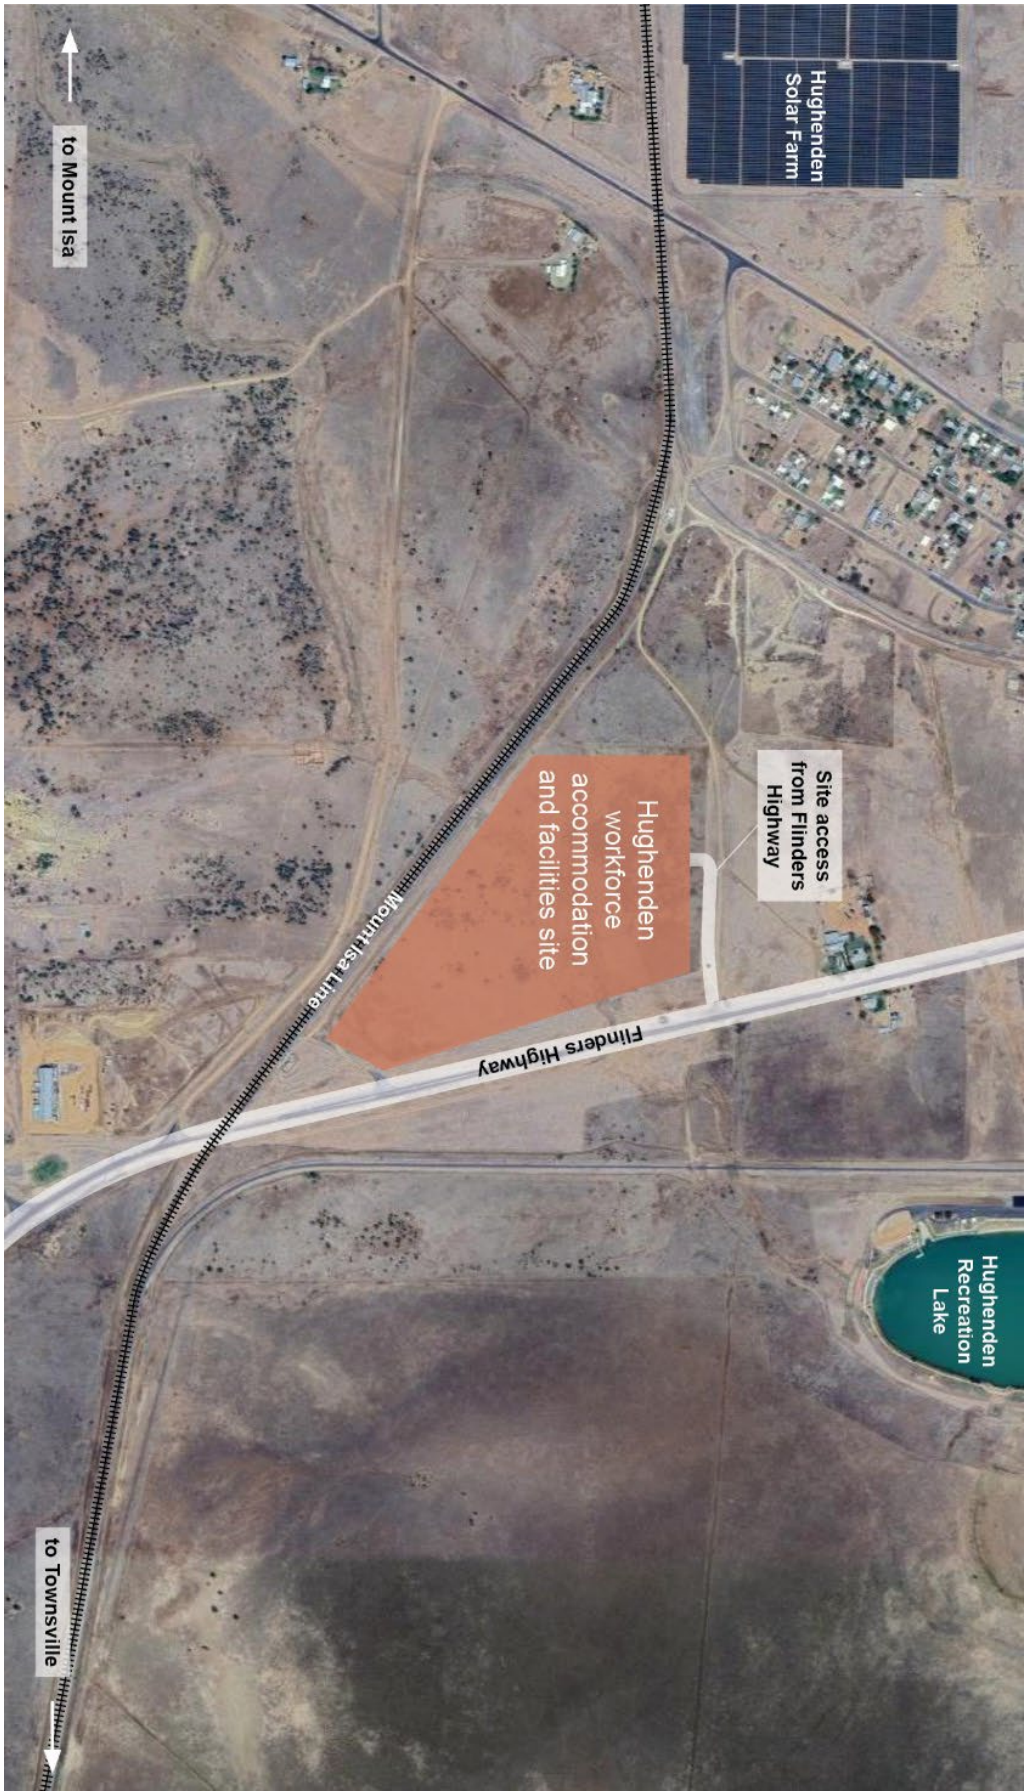 Hughenden
Solar Farm
to Mount Isa
Site access
from Flinders
Highway
Hughenden
workforce
accommodation
and facilities site
Mount Isa Line
Flinders Highway
Hughenden
Recreation
Lake
to Townsville